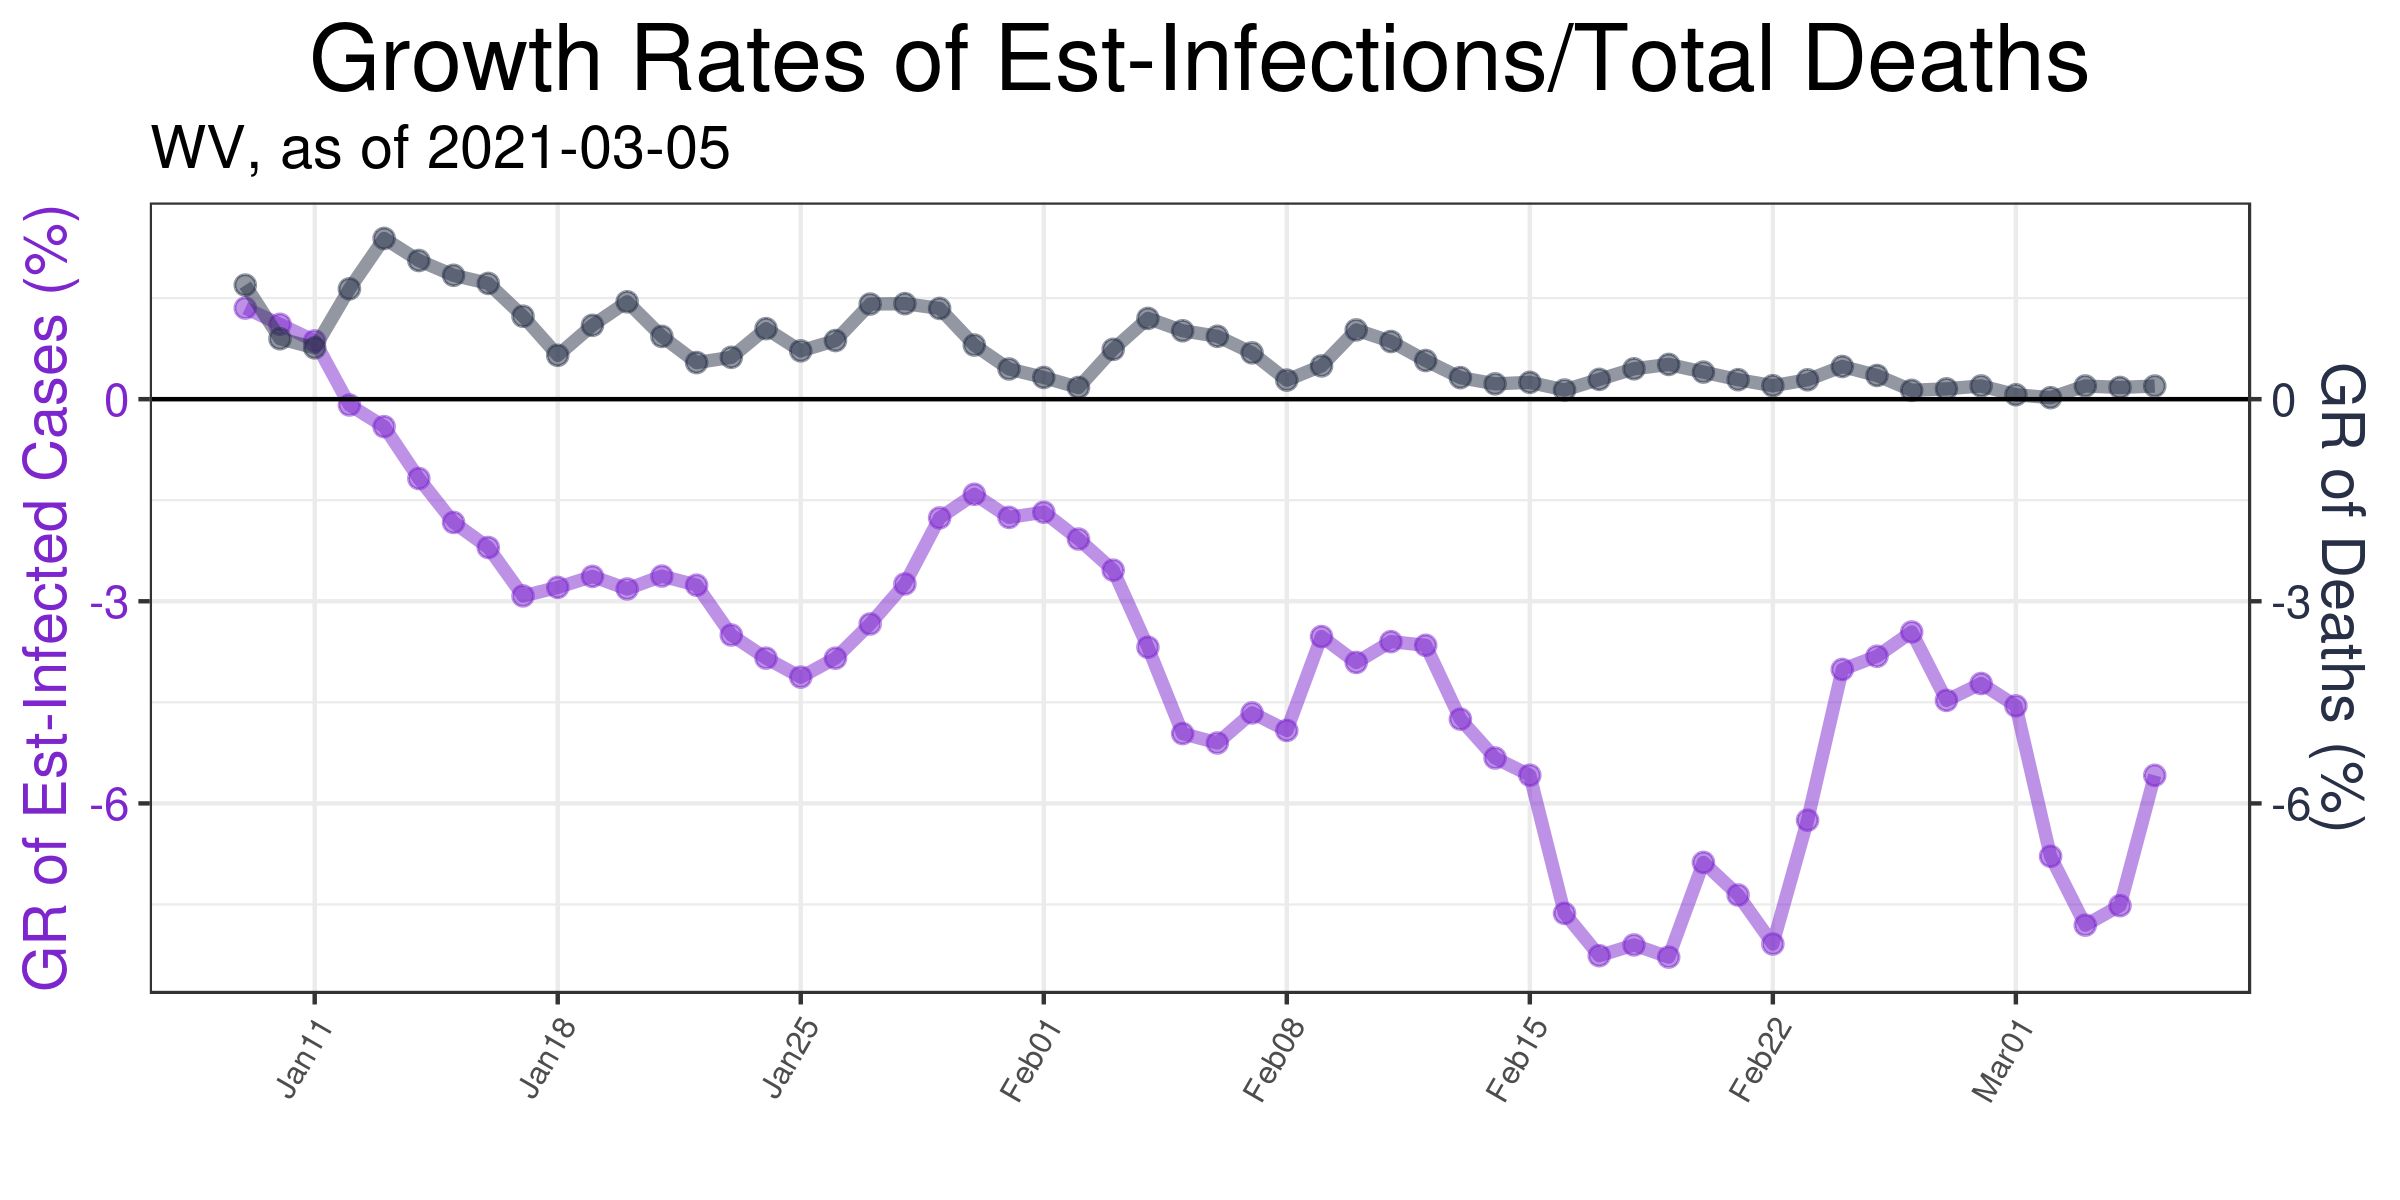 Growth Rates of Est-Infections/Total Deaths
WV, as of 2021-03-05
GR of Est-Infected Cases (%)
0
-3
-6
0
-3
-6
GR of Deaths (%)
Jan11
Jan18
Jan25
Feb01
Feb08
Feb15
Feb22
Mar01